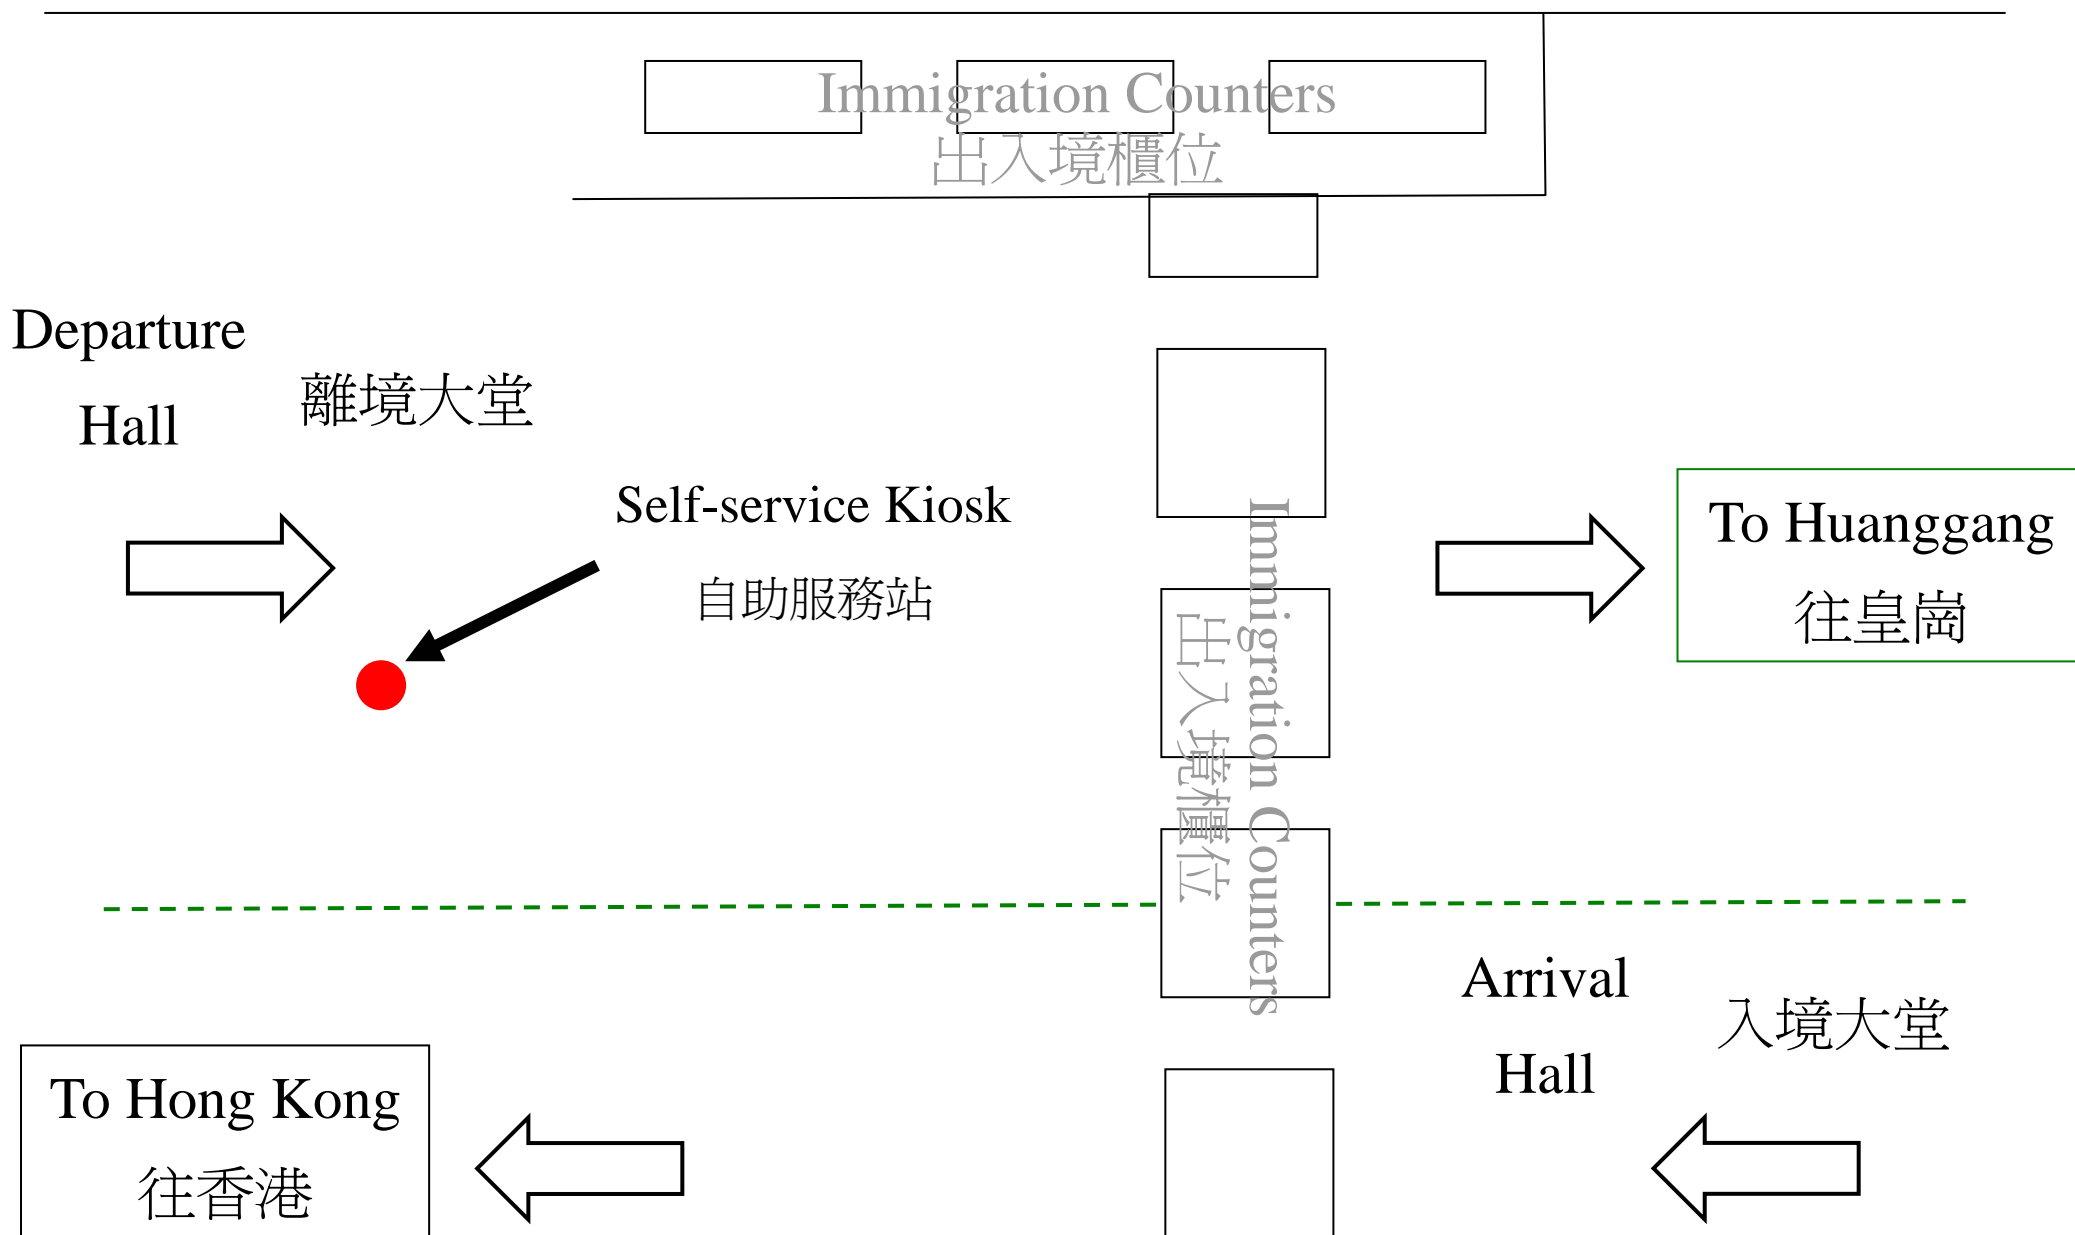 Immigration Counters
出入境櫃位
Departure
Hall
離境大堂
Self-service Kiosk
自助服務站
Immigration Counters
出入境櫃位
To Huanggang
往皇崗
Arrival
Hall
入境大堂
To Hong Kong
往香港